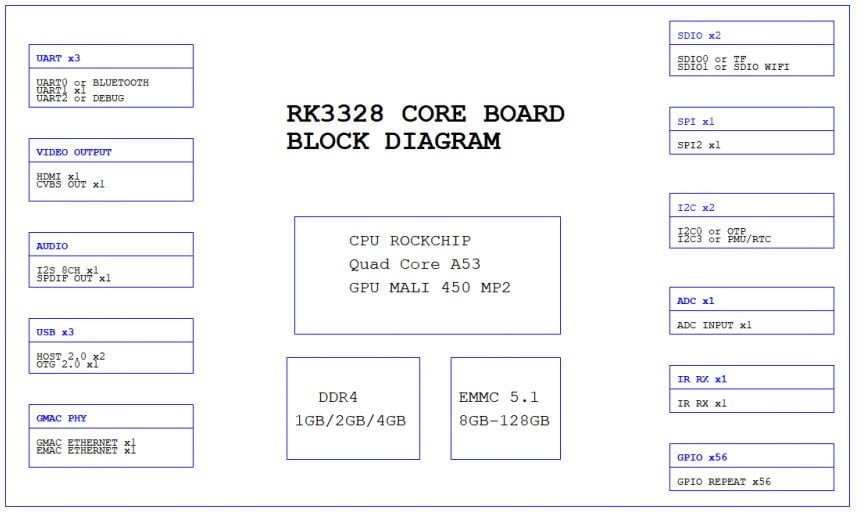 UART x3
UART0 or BLUETOOTH
UART1 x1
UART2 or DEBUG
VIDEO OUTPUT
HDMI x1
CVBS OUT x1
AUDIO
I2S 8CH x1
SPDIF OUT x1
USB x3
HOST 2.0 x2
OTG 2.0 x1
GMAC PHY
GMAC ETHERNET x1
EMAC ETHERNET x1
RK3328 CORE BOARD
BLOCK DIAGRAM
CPU ROCKCHIP
Quad Core A53
GPU MALI 450 MP2
DDR4
1GB/2GB/4GB
EMMC 5.1
8GB-128GB
SDIO x2
SDIO0 or TF
SDIO1 or SDIO WIFI
SPI x1
SPI2 x1
I2C x2
I2C0 or OTP
I2C3 or PMU/RTC
ADC x1
ADC INPUT x1
IR RX x1
IR RX x1
GPIO x56
GPIO REPEAT x56